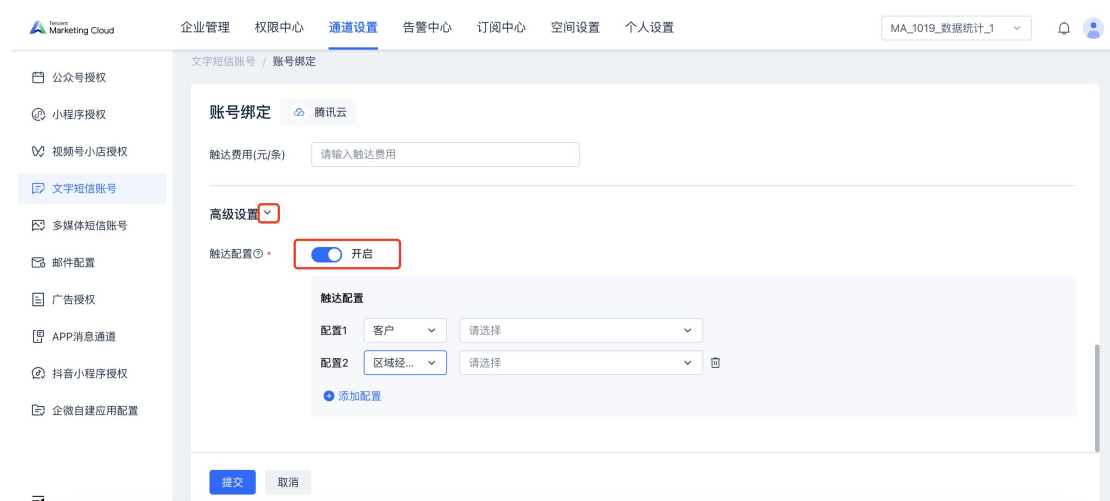 Tencent
Marketing Cloud
企业管理 权限中心 通道设置 告警中心 订阅中心 空间设置 个人设置
MA_1019_数据统计_1
公众号授权
小程序授权
视频号小店授权
文字短信账号
多媒体短信账号
邮件配置
广告授权
APP消息通道
抖音小程序授权
企微自建应用配置
文字短信账号 / 账号绑定
账号绑定 腾讯云
触达费用(元/条) 请输入触达费用
高级设置
触达配置 * 开启
触达配置
配置1 客户 请选择
配置2 区域经... 请选择
添加配置
提交 取消